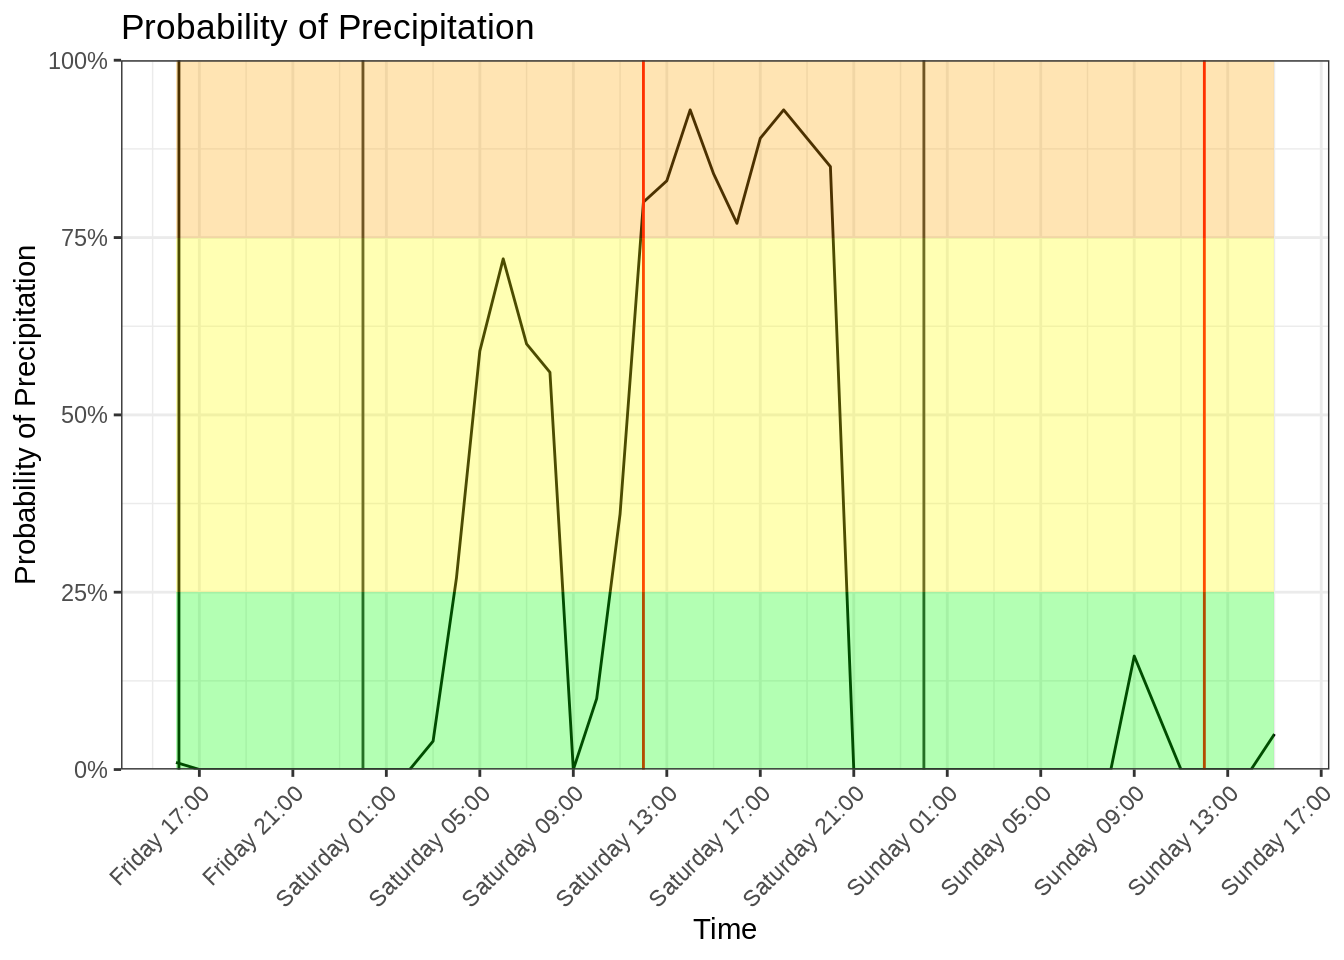 Probability of Precipitation
Probability of Precipitation
100%
75%
50%
25%
0%
Friday 17:00
Friday 21:00
Saturday 01:00
Saturday 05:00
Saturday 09:00
Saturday 13:00
Saturday 17:00
Saturday 21:00
Sunday 01:00
Sunday 05:00
Sunday 09:00
Sunday 13:00
Sunday 17:00
Time